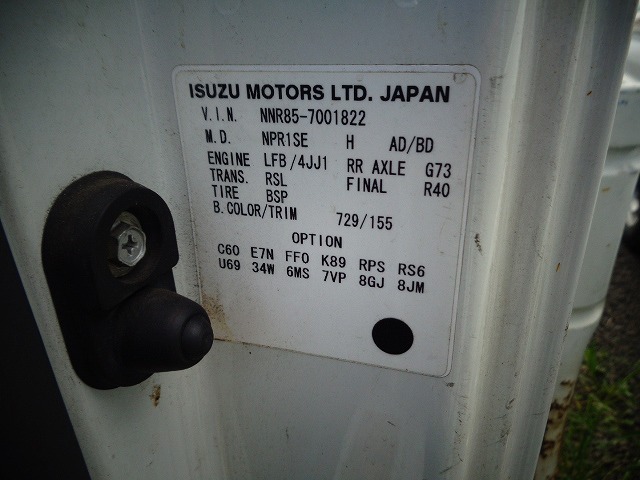 ISUZU MOTORS LTD. JAPAN
V.I.N. NNR85-7001822
M.D. NPR1SE H AD/BD
ENGINE LFB/4JJ1 RR AXLE G73
TRANS. RSL FINAL R40
TIRE BSP
B.COLOR/TRIM 729/155
OPTION
C60 E7N FF0 K89 RPS RS6
U69 34W 6MS 7VP 8GJ 8JM